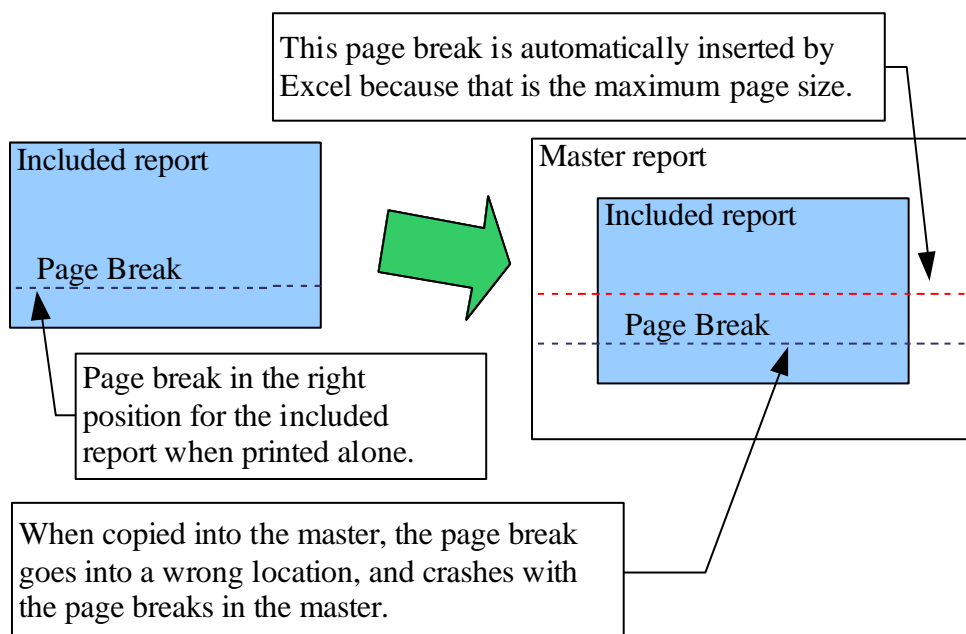 This page break is automatically inserted by
Excel because that is the maximum page size.
Included report
Page Break
Page break in the right
position for the included
report when printed alone.
Master report
Included report
Page Break
When copied into the master, the page break
goes into a wrong location, and crashes with
the page breaks in the master.